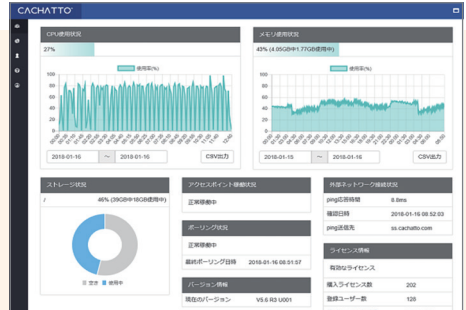 CACHATTO
CPU使用状況
27%
使用率(%)
100
80
60
40
20
0
2018-01-16 ～ 2018-01-16 CSV出力
メモリ使用状況
43% (4.05GB中1.77GB使用中)
使用率(%)
100
80
60
40
20
0
2018-01-15 ～ 2018-01-16 CSV出力
ストレージ状況
/ 46% (39GB中18GB使用中)
空き 使用中
アクセスポイント稼働状況
正常稼働中
ポーリング状況
正常稼働中
最終ポーリング日時 2018-01-16 08:51:57
バージョン情報
現在のバージョン V5.6 R3 U001
外部ネットワーク接続状況
ping応答時間 8.8ms
確認日時 2018-01-16 08:52:03
ping送信先 ss.cachatto.com
ライセンス情報
有効なライセンス
購入ライセンス数 202
登録ユーザー数 128